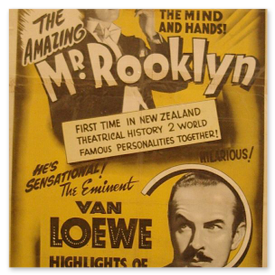 THE
AMAZING
THE MIND
AND HANDS!
MR. ROOKLYN
FIRST TIME IN NEW ZEALAND
THEATRICAL HISTORY 2 WORLD
FAMOUS PERSONALITIES TOGETHER!
HE'S
SENSATIONAL!
HILARIOUS!
The Eminent
VAN
LOEWE
HIGHLIGHTS OF